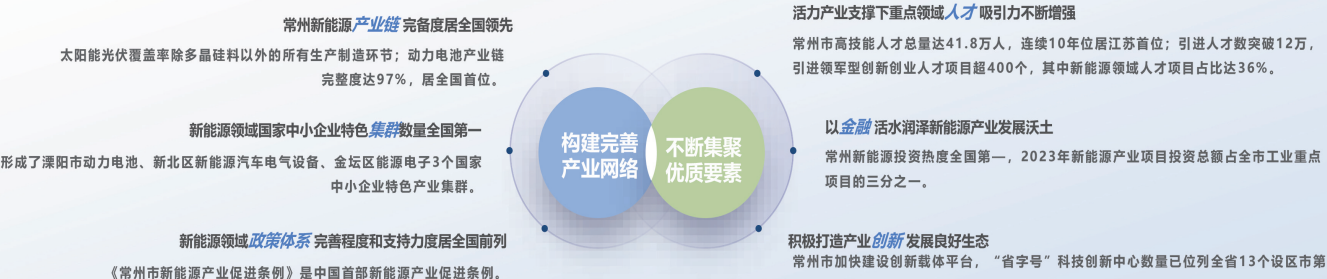 常州新能源产业链 完备度居全国领先
太阳能光伏覆盖率除多晶硅料以外的所有生产制造环节；动力电池产业链
完整度达97%，居全国首位。
新能源领域国家中小企业特色集群数量全国第一
形成了溧阳市动力电池、新北区新能源汽车电气设备、金坛区能源电子3个国家
中小企业特色产业集群。
新能源领域政策体系 完善程度和支持力度居全国前列
《常州市新能源产业促进条例》是中国首部新能源产业促进条例。
构建完善
产业网络
不断集聚
优质要素
活力产业支撑下重点领域人才 吸引力不断增强
常州市高技能人才总量达41.8万人，连续10年位居江苏首位；引进人才数突破12万，
引进领军型创新创业人才项目超400个，其中新能源领域人才项目占比达36%。
以金融 活水润泽新能源产业发展沃土
常州新能源投资热度全国第一，2023年新能源产业项目投资总额占全市工业重点
项目的三分之一。
积极打造产业创新 发展良好生态
常州市加快建设创新载体平台，“省字号”科技创新中心数量已位列全省13个设区市第